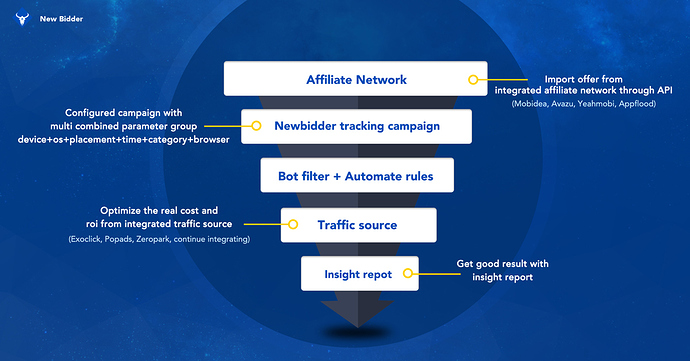 New Bidder
Affiliate Network
Import offer from
integrated affiliate network through API
(Mobidea, Avazu, Yeahmobi, Appflood)
Configured campaign with
multi combined parameter group
device+os+placement+time+category+browser
Newbidder tracking campaign
Bot filter + Automate rules
Optimize the real cost and
roi from integrated traffic source
(Exoclick, Popads, Zeropark, continue integrating)
Traffic source
Insight repot
Get good result with
insight report